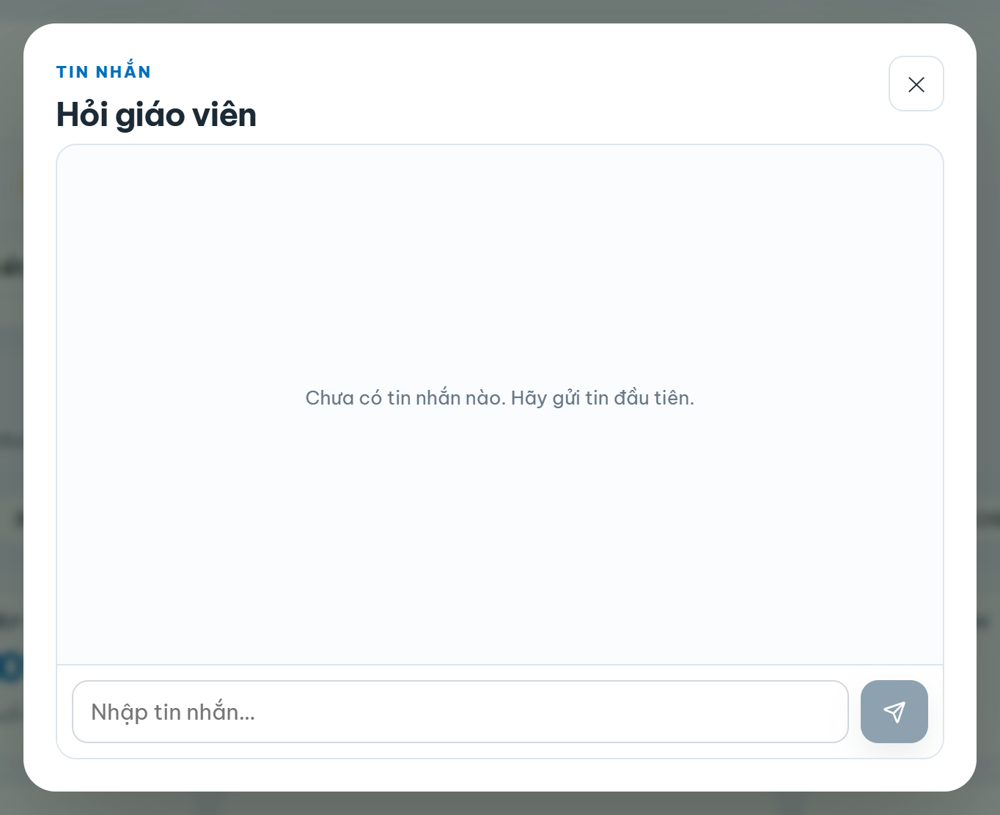 TIN NHẮN
Hỏi giáo viên
Chưa có tin nhắn nào. Hãy gửi tin đầu tiên.
Nhập tin nhắn...